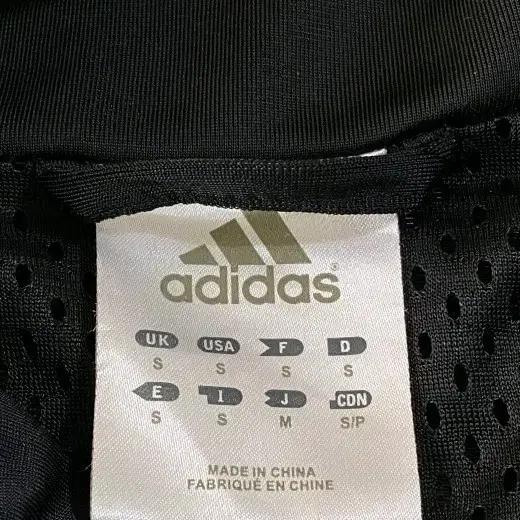 adidas
UK USA F D
S S S S
E I J CDN
S S M S/P
MADE IN CHINA
FABRIQUÉ EN CHINE